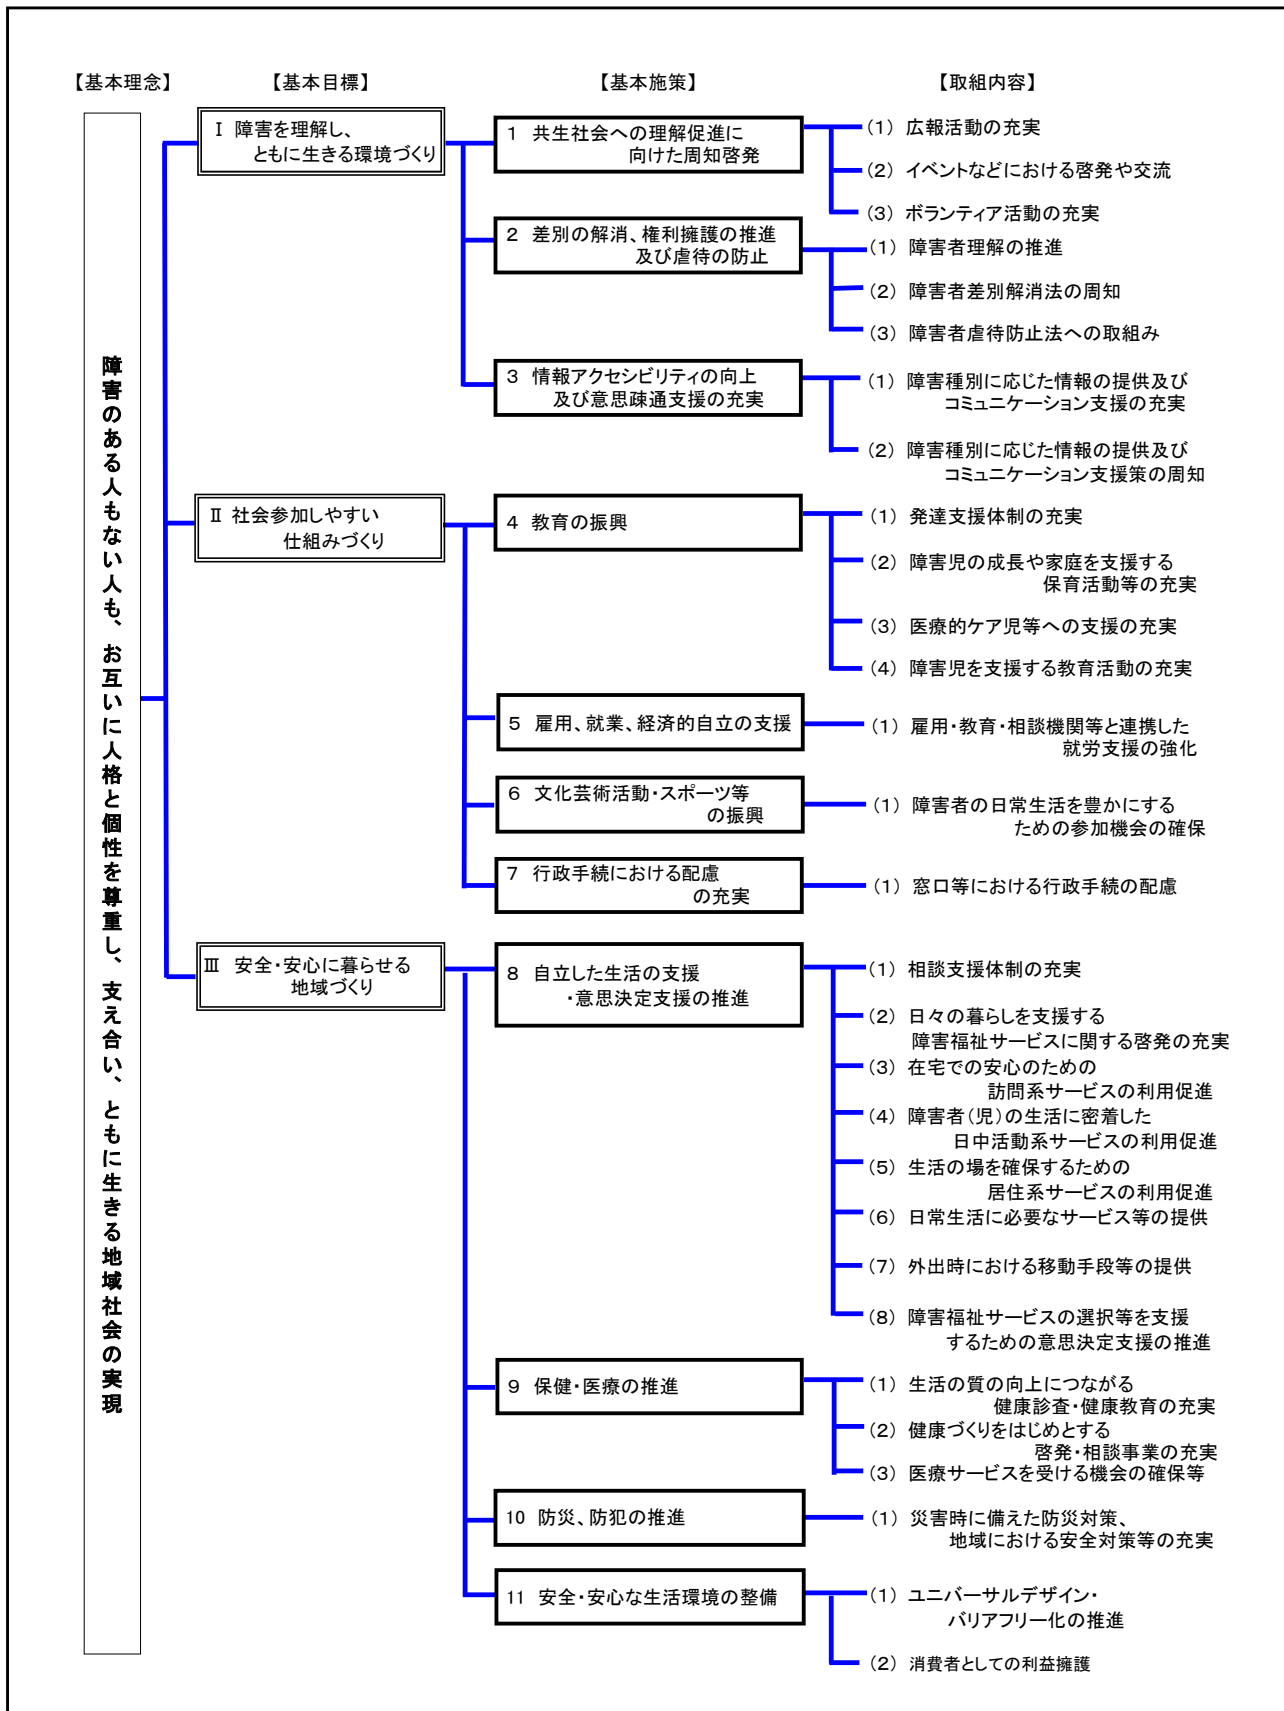 【基本理念】
【基本目標】
【基本施策】
【取組内容】
障害のある人もない人も、お互いに人格と個性を尊重し、支え合い、ともに生きる地域社会の実現
Ⅰ 障害を理解し、
ともに生きる環境づくり
1 共生社会への理解促進に
向けた周知啓発
(1) 広報活動の充実
(2) イベントなどにおける啓発や交流
(3) ボランティア活動の充実
2 差別の解消、権利擁護の推進
及び虐待の防止
(1) 障害者理解の推進
(2) 障害者差別解消法の周知
(3) 障害者虐待防止法への取組み
3 情報アクセシビリティの向上
及び意思疎通支援の充実
(1) 障害種別に応じた情報の提供及び
コミュニケーション支援の充実
(2) 障害種別に応じた情報の提供及び
コミュニケーション支援策の周知
Ⅱ 社会参加しやすい
仕組みづくり
4 教育の振興
(1) 発達支援体制の充実
(2) 障害児の成長や家庭を支援する
保育活動等の充実
(3) 医療的ケア児等への支援の充実
(4) 障害児を支援する教育活動の充実
5 雇用、就業、経済的自立の支援
(1) 雇用・教育・相談機関等と連携した
就労支援の強化
6 文化芸術活動・スポーツ等
の振興
(1) 障害者の日常生活を豊かにする
ための参加機会の確保
7 行政手続における配慮
の充実
(1) 窓口等における行政手続の配慮
Ⅲ 安全・安心に暮らせる
地域づくり
8 自立した生活の支援
・意思決定支援の推進
(1) 相談支援体制の充実
(2) 日々の暮らしを支援する
障害福祉サービスに関する啓発の充実
(3) 在宅での安心のための
訪問系サービスの利用促進
(4) 障害者(児)の生活に密着した
日中活動系サービスの利用促進
(5) 生活の場を確保するための
居住系サービスの利用促進
(6) 日常生活に必要なサービス等の提供
(7) 外出時における移動手段等の提供
(8) 障害福祉サービスの選択等を支援
するための意思決定支援の推進
9 保健・医療の推進
(1) 生活の質の向上につながる
健康診査・健康教育の充実
(2) 健康づくりをはじめとする
啓発・相談事業の充実
(3) 医療サービスを受ける機会の確保等
10 防災、防犯の推進
(1) 災害時に備えた防災対策、
地域における安全対策等の充実
11 安全・安心な生活環境の整備
(1) ユニバーサルデザイン・
バリアフリー化の推進
(2) 消費者としての利益擁護